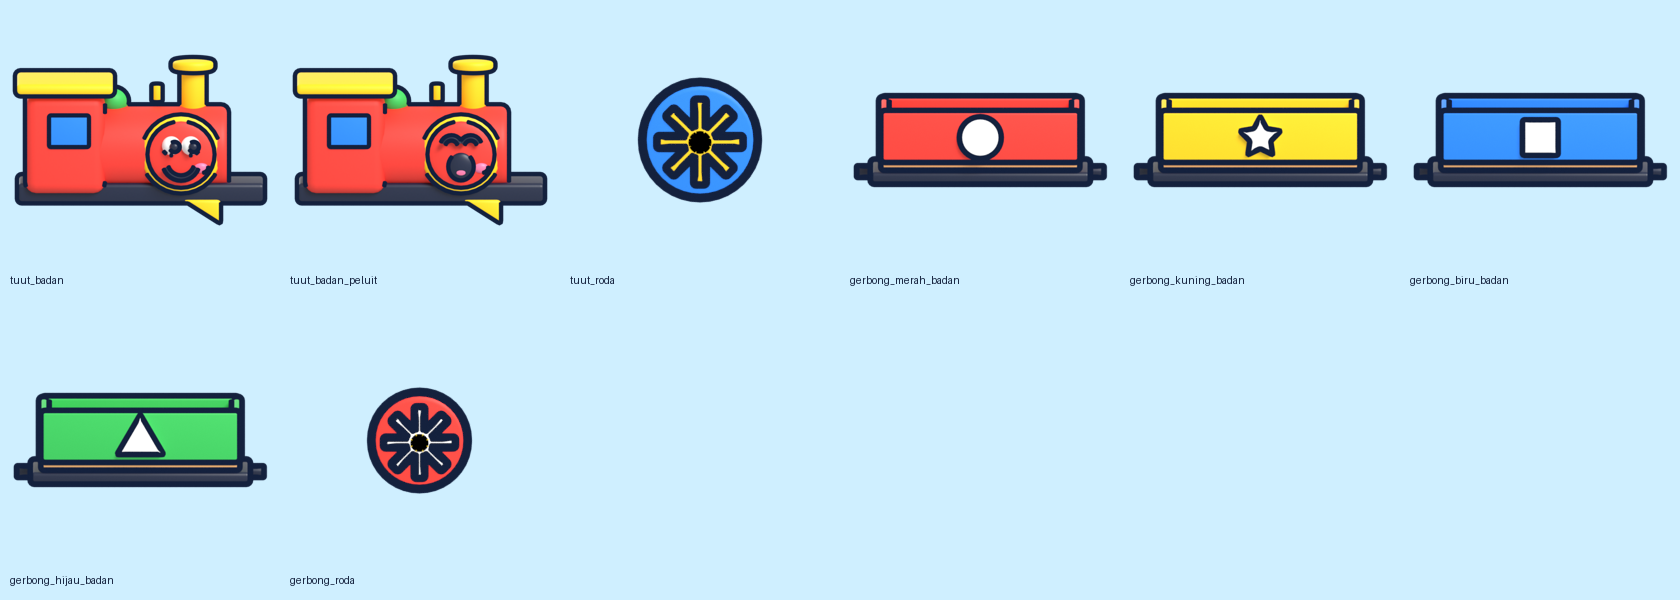 tuut_badan
tuut_badan_peluit
tuut_roda
gerbong_merah_badan
gerbong_kuning_badan
gerbong_biru_badan
gerbong_hijau_badan
gerbong_roda